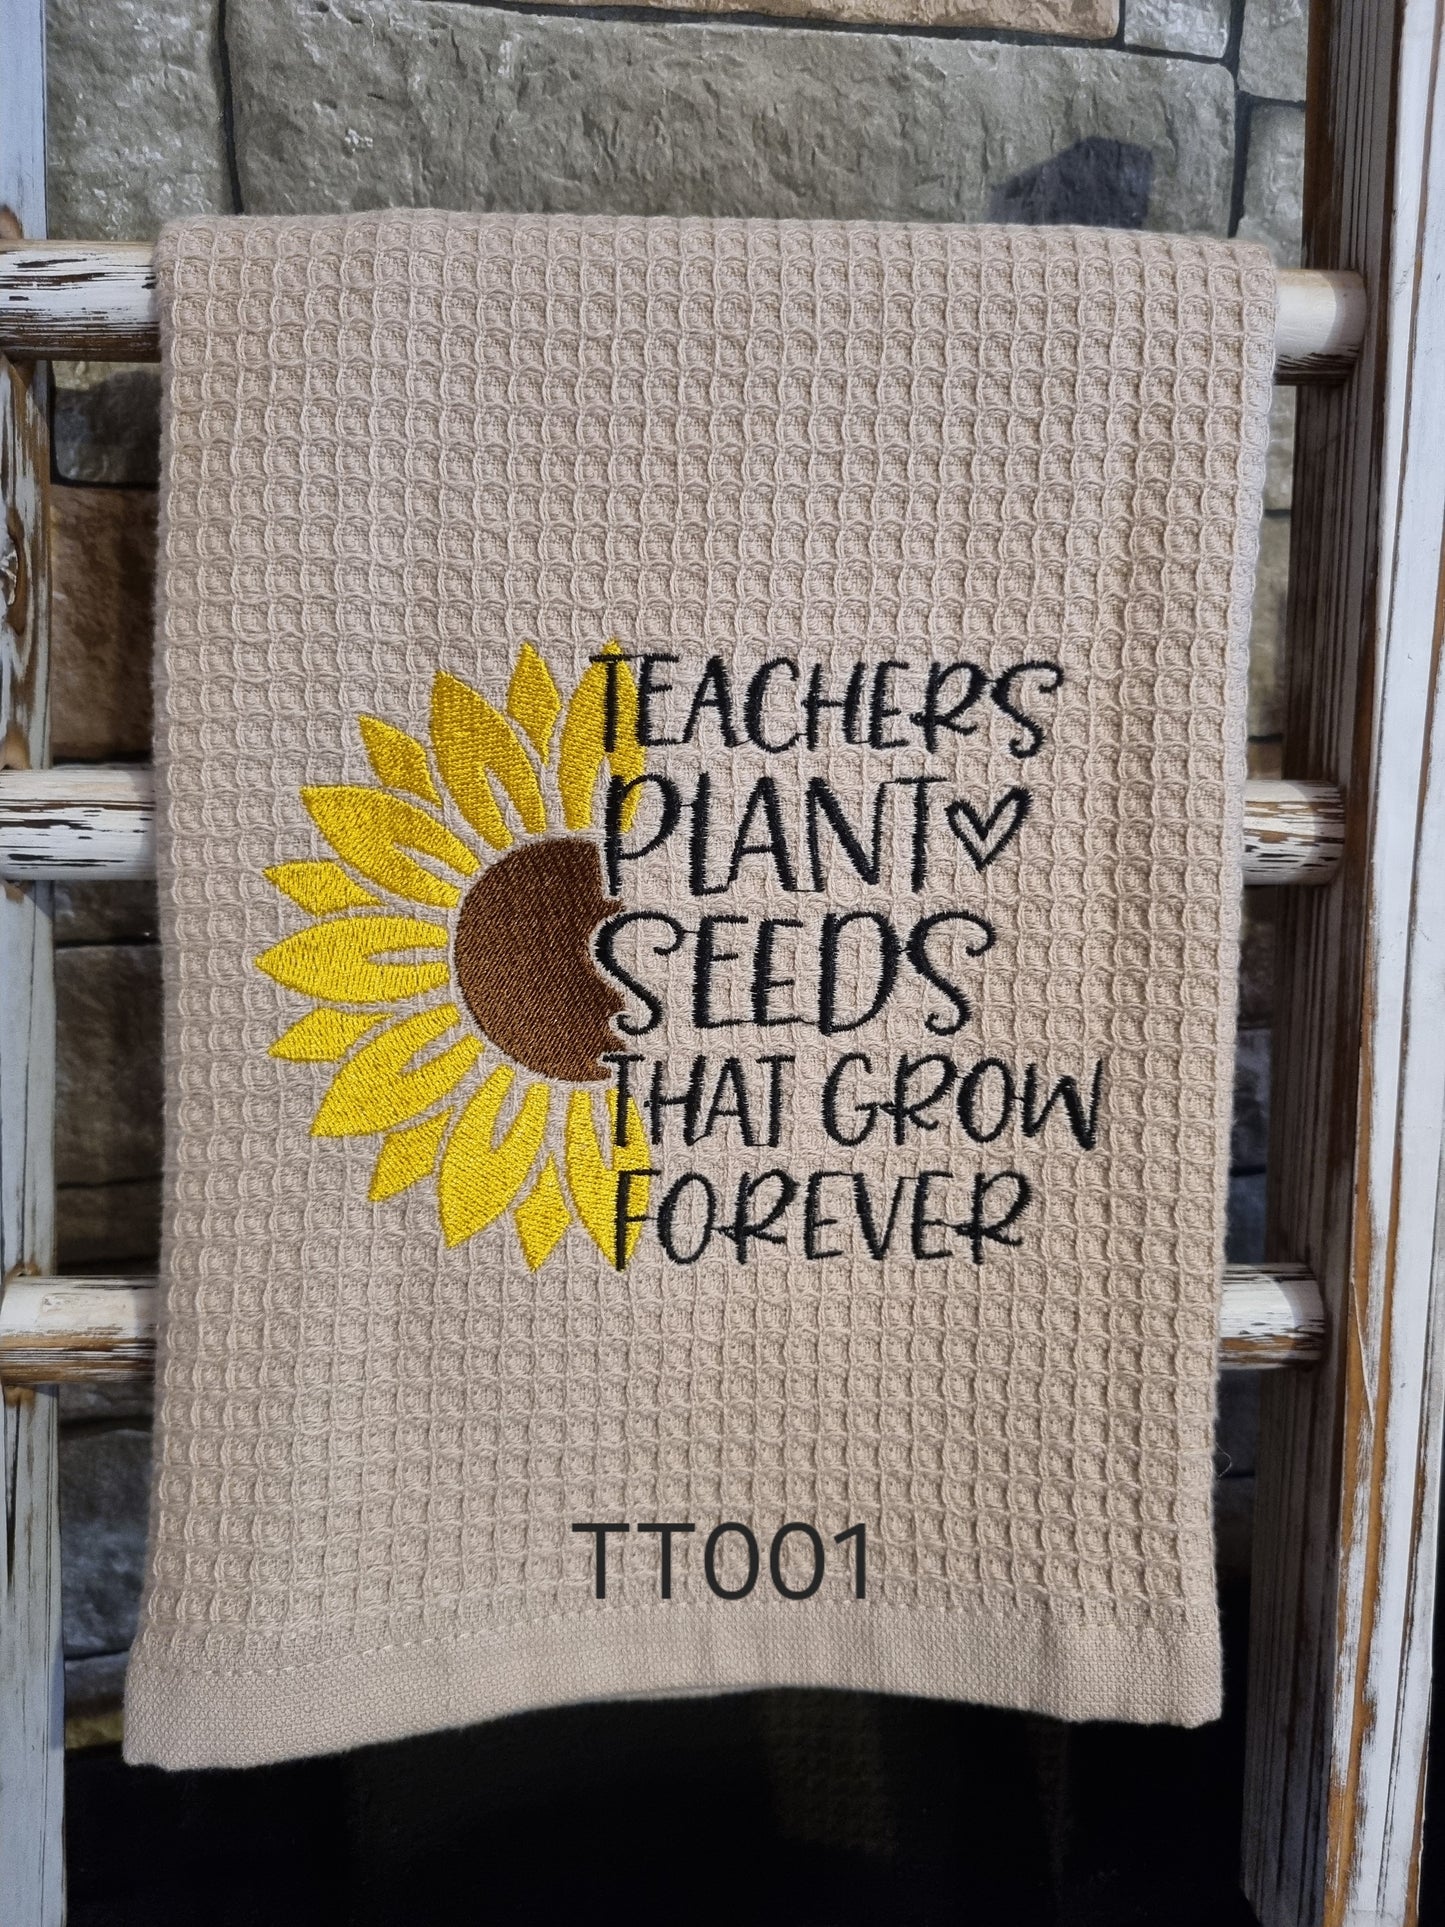 TEACHERS
PLANT
SEEDS
THAT GROW
FOREVER
TT001